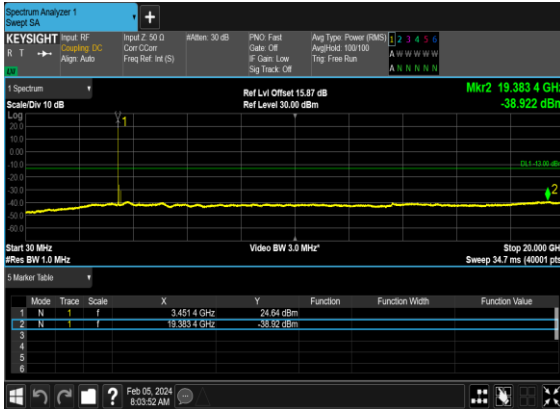 Spectrum Analyzer 1
Swept SA
+
KEYSIGHT Input: RF Input Z: 50 Ω #Atten: 30 dB PNO: Fast Avg Type: Power (RMS) 1 2 3 4 5 6
R T Coupling: DC Corr CCorr Gate: Off Avg|Hold: 100/100 A W W W W W
Align: Auto Freq Ref: Int (S) IF Gain: Low Trig: Free Run
Sig Track: Off A N N N N N
1 Spectrum Ref Lvl Offset 15.87 dB Mkr2 19.383 4 GHz
Scale/Div 10 dB Ref Level 30.00 dBm -38.922 dBm
Log
20.0
10.0
0.00
-10.0
-20.0
-30.0
-40.0
-50.0
-60.0
1
DL1 -13.00 dBm
2
Start 30 MHz Video BW 3.0 MHz* Stop 20.000 GH
#Res BW 1.0 MHz Sweep 34.7 ms (40001 pts
5 Marker Table
Mode Trace Scale X Y Function Function Width Function Value
1 N 1 f 3.451 4 GHz 24.64 dBm
2 N 1 f 19.383 4 GHz -38.92 dBm
3
4
5
6
? Feb 05, 2024
8:03:52 AM